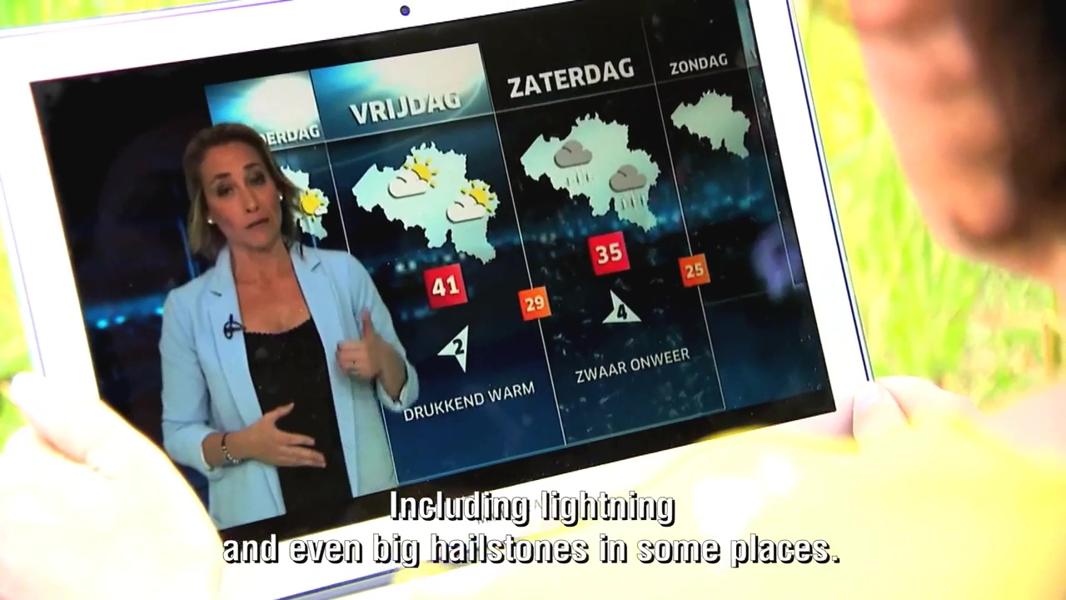 DERDAG
VRIJDAG
ZATERDAG
ZONDAG
41
29
35
25
2
4
DRUKKEND WARM
ZWAAR ONWEER
Including lightning
and even big hailstones in some places.